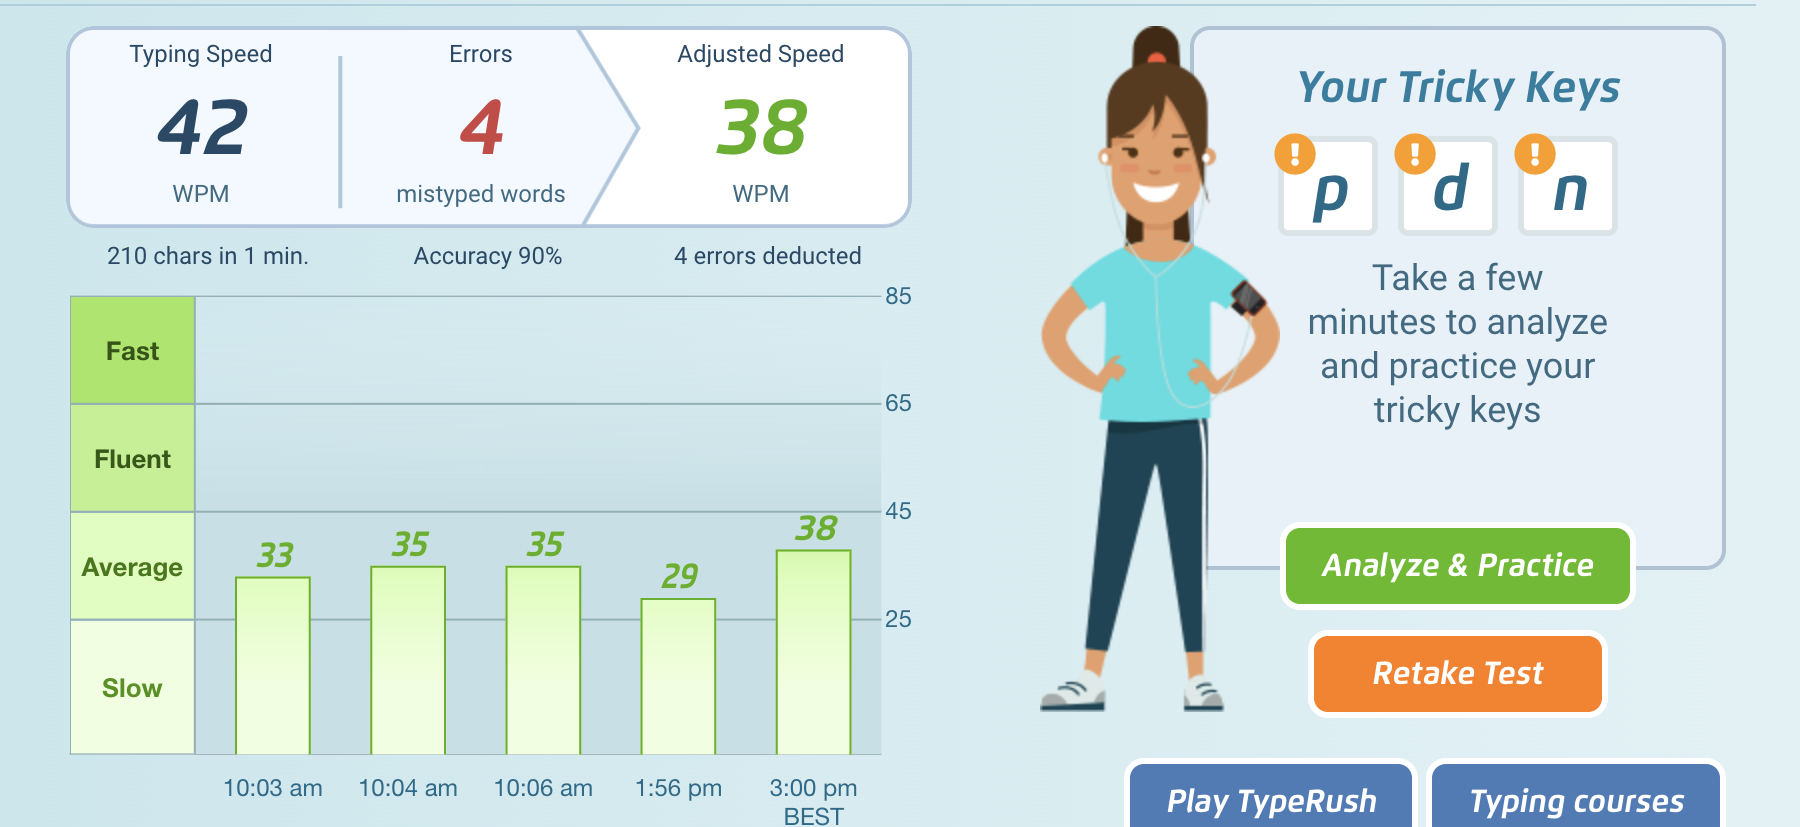 Typing Speed
42
WPM
210 chars in 1 min.
Errors
4
mistyped words
Accuracy 90%
Adjusted Speed
38
WPM
4 errors deducted
85
65
45
25
Fast
Fluent
Average
Slow
33
35
35
29
38
10:03 am
10:04 am
10:06 am
1:56 pm
3:00 pm
BEST
Your Tricky Keys
! p
! d
! n
Take a few
minutes to analyze
and practice your
tricky keys
Analyze & Practice
Retake Test
Play TypeRush
Typing courses